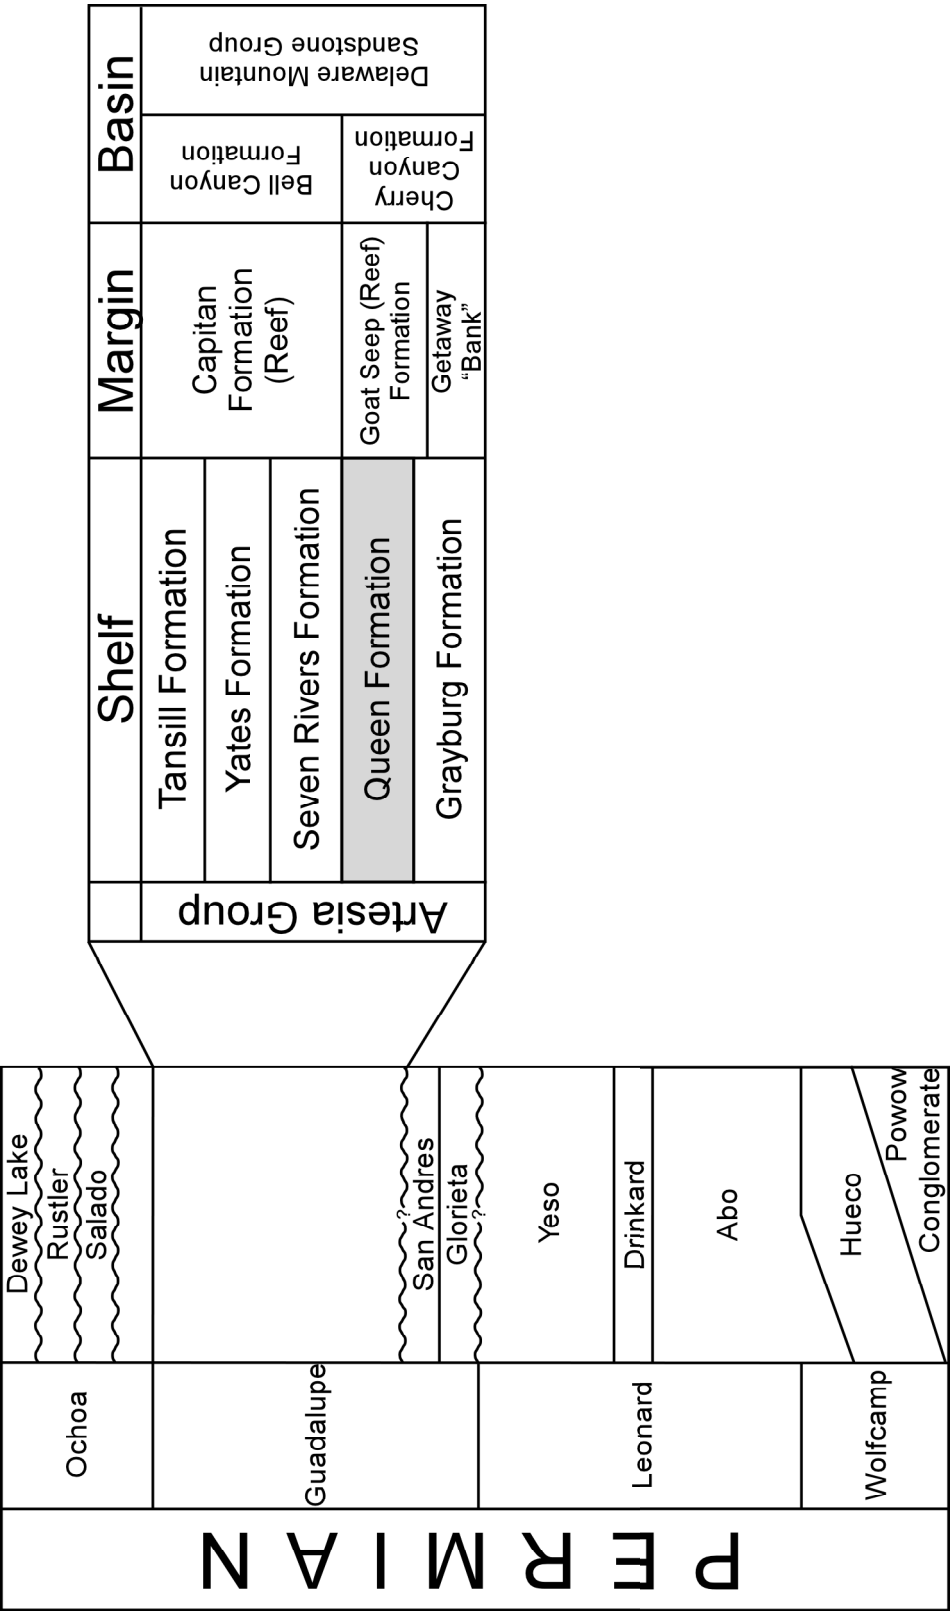 PERMIAN
Ochoa
Guadalupe
Leonard
Wolfcamp
Dewey Lake
Rustler
Salado
?
San Andres
Glorieta
?
Yeso
Drinkard
Abo
Hueco
Powow
Conglomerate
Artesia Group
Shelf
Tansill Formation
Yates Formation
Seven Rivers Formation
Queen Formation
Grayburg Formation
Margin
Capitan
Formation
(Reef)
Goat Seep (Reef)
Formation
Getaway
“Bank”
Basin
Bell Canyon
Formation
Cherry
Canyon
Formation
Delaware Mountain
Sandstone Group